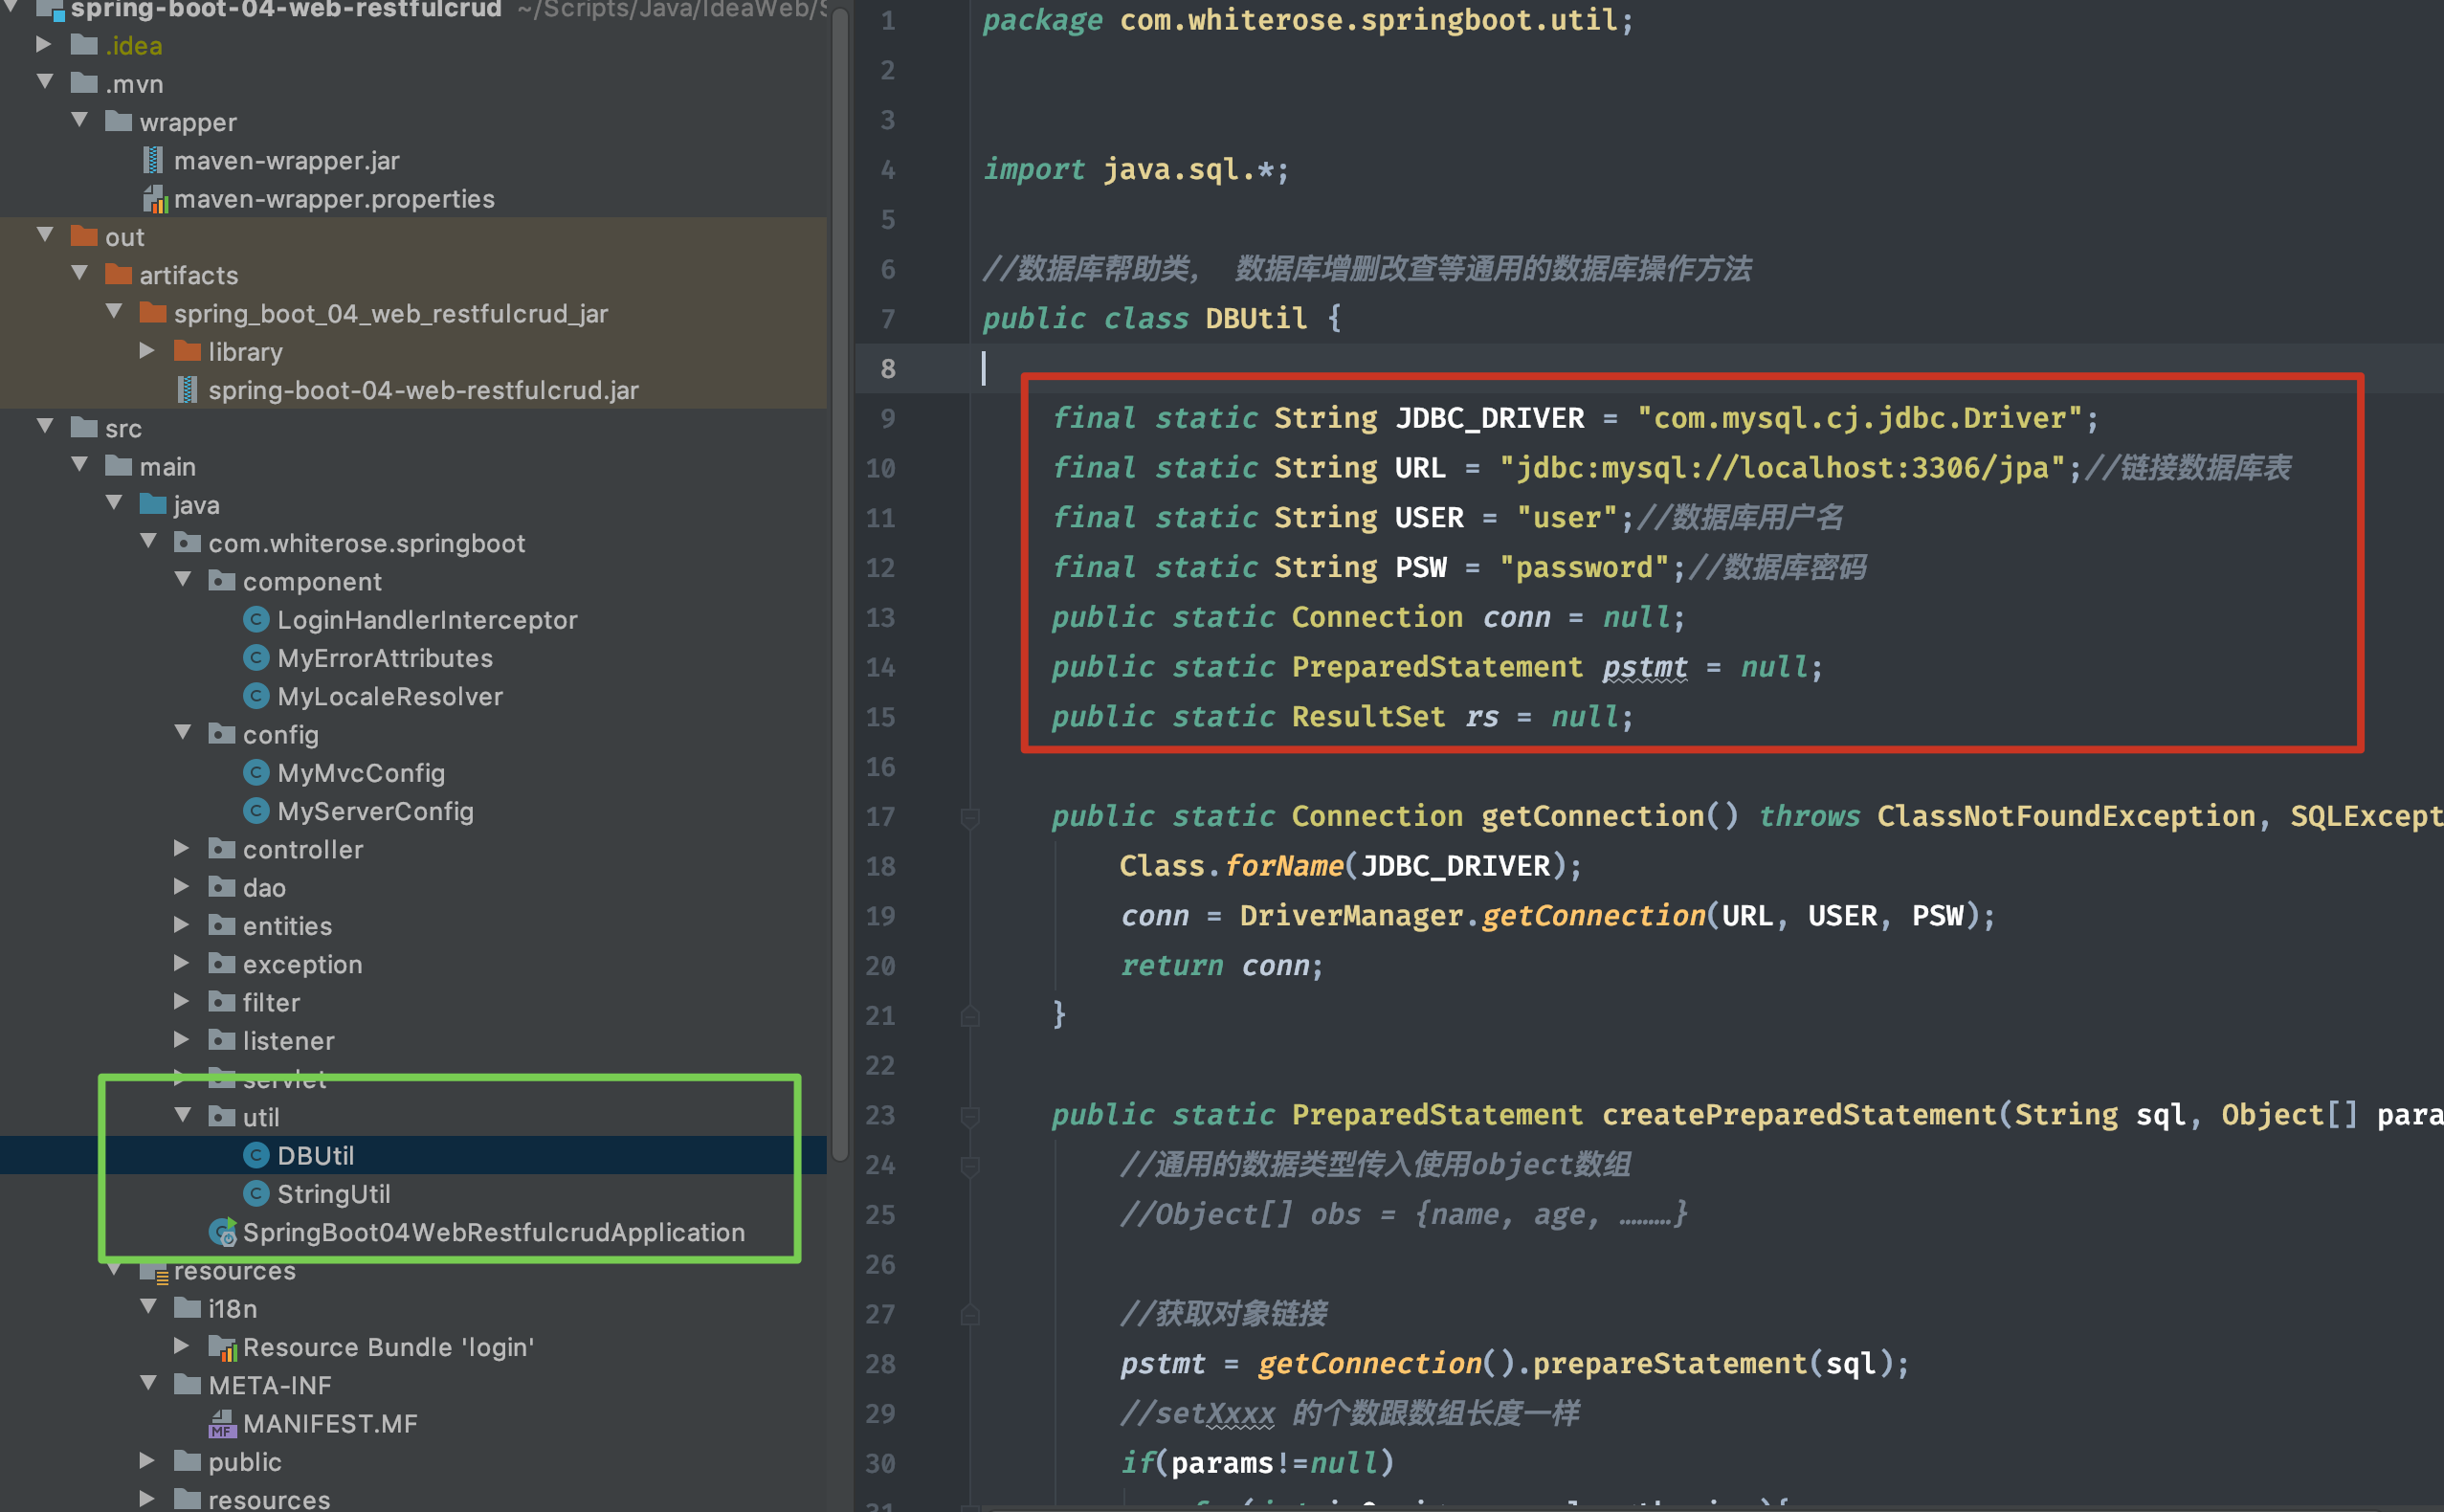 spring-boot-04-web-restfulcrud ~/Scripts/Java/IdeaWeb/S
.idea
.mvn
wrapper
maven-wrapper.jar
maven-wrapper.properties
out
artifacts
spring_boot_04_web_restfulcrud_jar
library
spring-boot-04-web-restfulcrud.jar
src
main
java
com.whiterose.springboot
component
LoginHandlerInterceptor
MyErrorAttributes
MyLocaleResolver
config
MyMvcConfig
MyServerConfig
controller
dao
entities
exception
filter
listener
servlet
util
DBUtil
StringUtil
SpringBoot04WebRestfulcrudApplication
resources
i18n
Resource Bundle 'login'
META-INF
MF MANIFEST.MF
public
resources
1 package com.whiterose.springboot.util;
2
3
4 import java.sql.*;
5
6 //数据库帮助类， 数据库增删改查等通用的数据库操作方法
7 public class DBUtil {
8
9 final static String JDBC_DRIVER = "com.mysql.cj.jdbc.Driver";
10 final static String URL = "jdbc:mysql://localhost:3306/jpa";//链接数据库表
11 final static String USER = "user";//数据库用户名
12 final static String PSW = "password";//数据库密码
13 public static Connection conn = null;
14 public static PreparedStatement pstmt = null;
15 public static ResultSet rs = null;
16
17 public static Connection getConnection() throws ClassNotFoundException, SQLExcept
18 Class.forName(JDBC_DRIVER);
19 conn = DriverManager.getConnection(URL, USER, PSW);
20 return conn;
21 }
22
23 public static PreparedStatement createPreparedStatement(String sql, Object[] para
24 //通用的数据类型传入使用object数组
25 //Object[] obs = {name, age, ………}
26
27 //获取对象链接
28 pstmt = getConnection().prepareStatement(sql);
29 //setXxxx 的个数跟数组长度一样
30 if(params!=null)
31